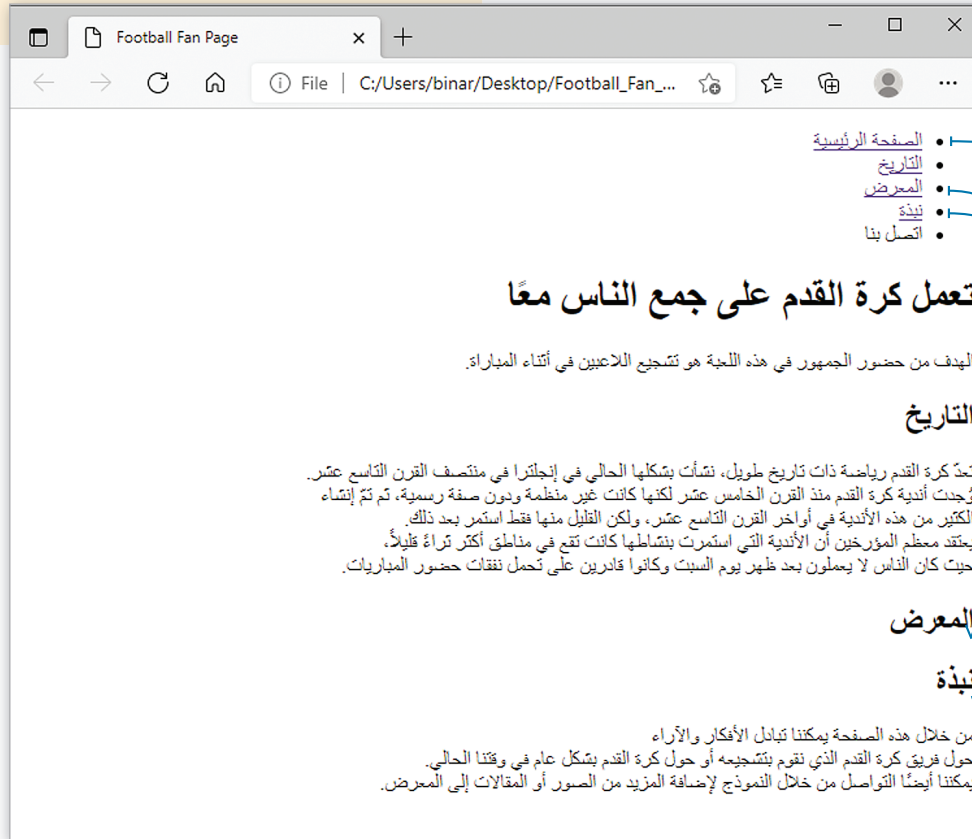 Football Fan Page
File
C:/Users/binar/Desktop/Football_Fan_...
الصفحة الرئيسية
التاريخ
المعرض
نبذة
اتصل بنا
تعمل كرة القدم على جمع الناس معًا
الهدف من حضور الجمهور في هذه اللعبة هو تشجيع اللاعبين في أثناء المباراة.
التاريخ
تعدّ كرة القدم رياضة ذات تاريخ طويل، نشأت بشكلها الحالي في إنجلترا في منتصف القرن التاسع عشر.
وُجدت أندية كرة القدم منذ القرن الخامس عشر لكنها كانت غير منظمة ودون صفة رسمية، ثم تمّ إنشاء
الكثير من هذه الأندية في أواخر القرن التاسع عشر، ولكن القليل منها فقط استمر بعد ذلك.
يعتقد معظم المؤرخين أن الأندية التي استمرت بنشاطها كانت تقع في مناطق أكثر ثراءً قليلاً،
حيث كان الناس لا يعملون بعد ظهر يوم السبت وكانوا قادرين على تحمل نفقات حضور المباريات.
المعرض
نبذة
من خلال هذه الصفحة يمكننا تبادل الأفكار والآراء
حول فريق كرة القدم الذي نقوم بتشجيعه أو حول كرة القدم بشكل عام في وقتنا الحالي.
يمكننا أيضًا التواصل من خلال النموذج لإضافة المزيد من الصور أو المقالات إلى المعرض.